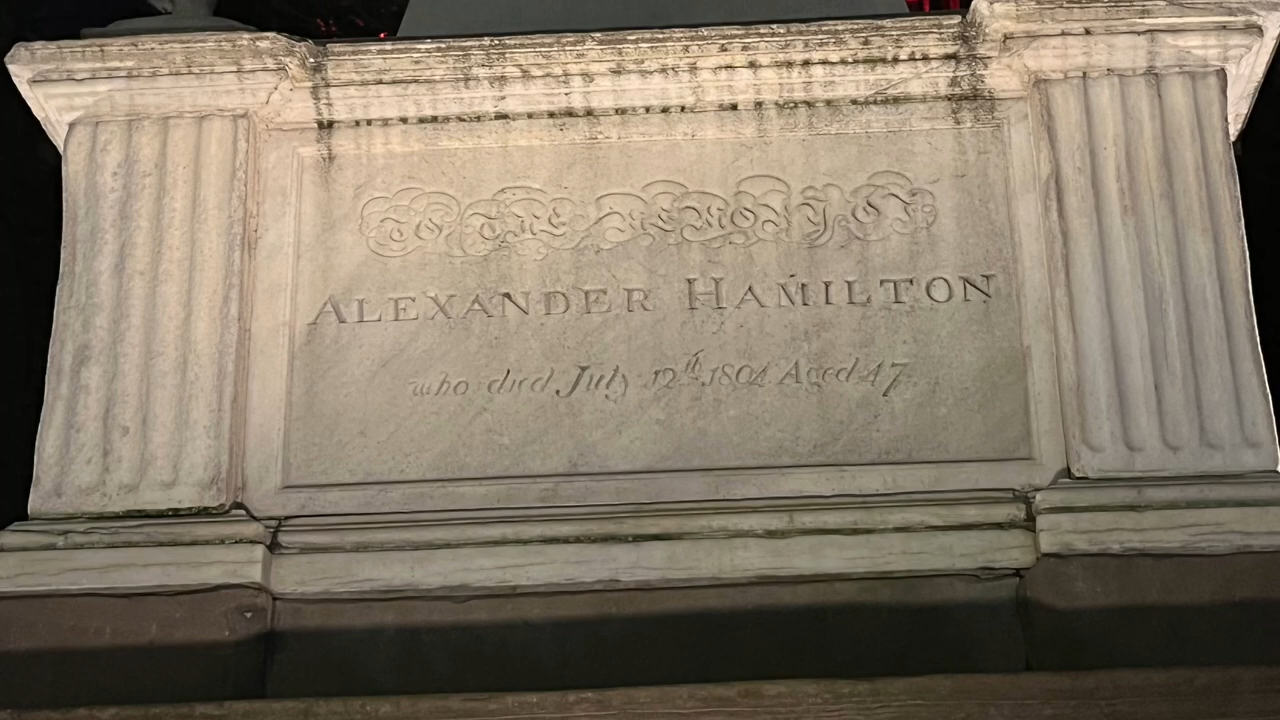 TO THE MEMORY OF
ALEXANDER HAMILTON
who died July 12th. 1804 Aged 47